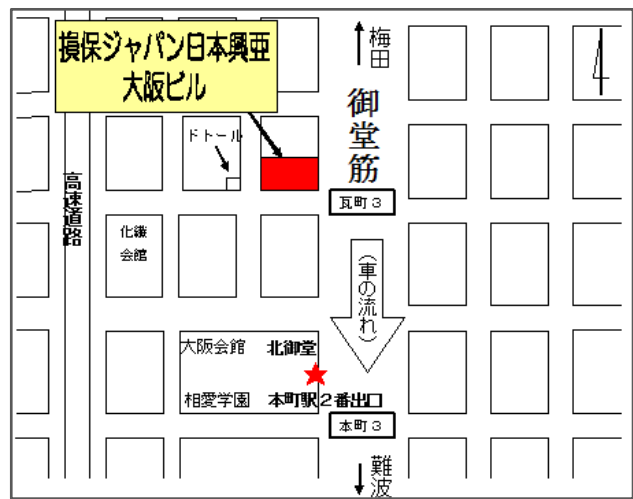 損保ジャパン日本興亜
大阪ビル
梅田
御堂筋
ドトール
瓦町3
高速道路
化繊
会館
(車の流れ)
大阪会館 北御堂
相愛学園 本町駅2番出口
本町3
難波